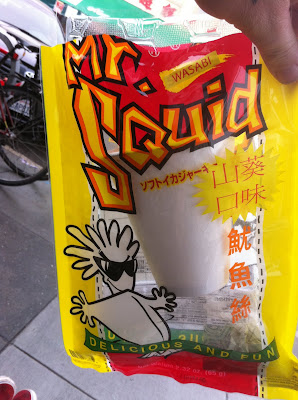 Mr.
WASABI
Squid
ソフトイカジャーキー
山葵
口味
魷
魚
絲
DELICIOUS AND FUN